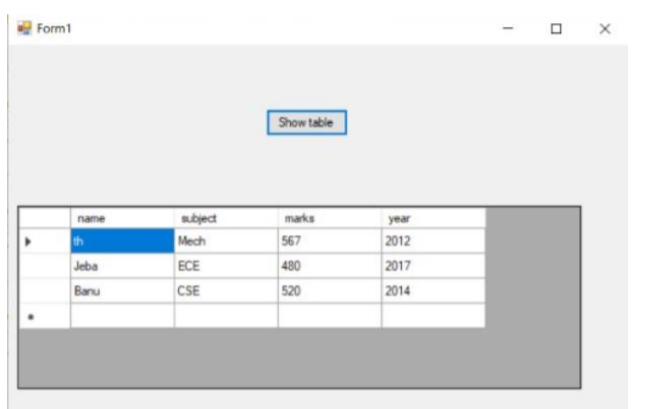 Form1
Show table
name subject marks year
th Mech 567 2012
Jeba ECE 480 2017
Banu CSE 520 2014